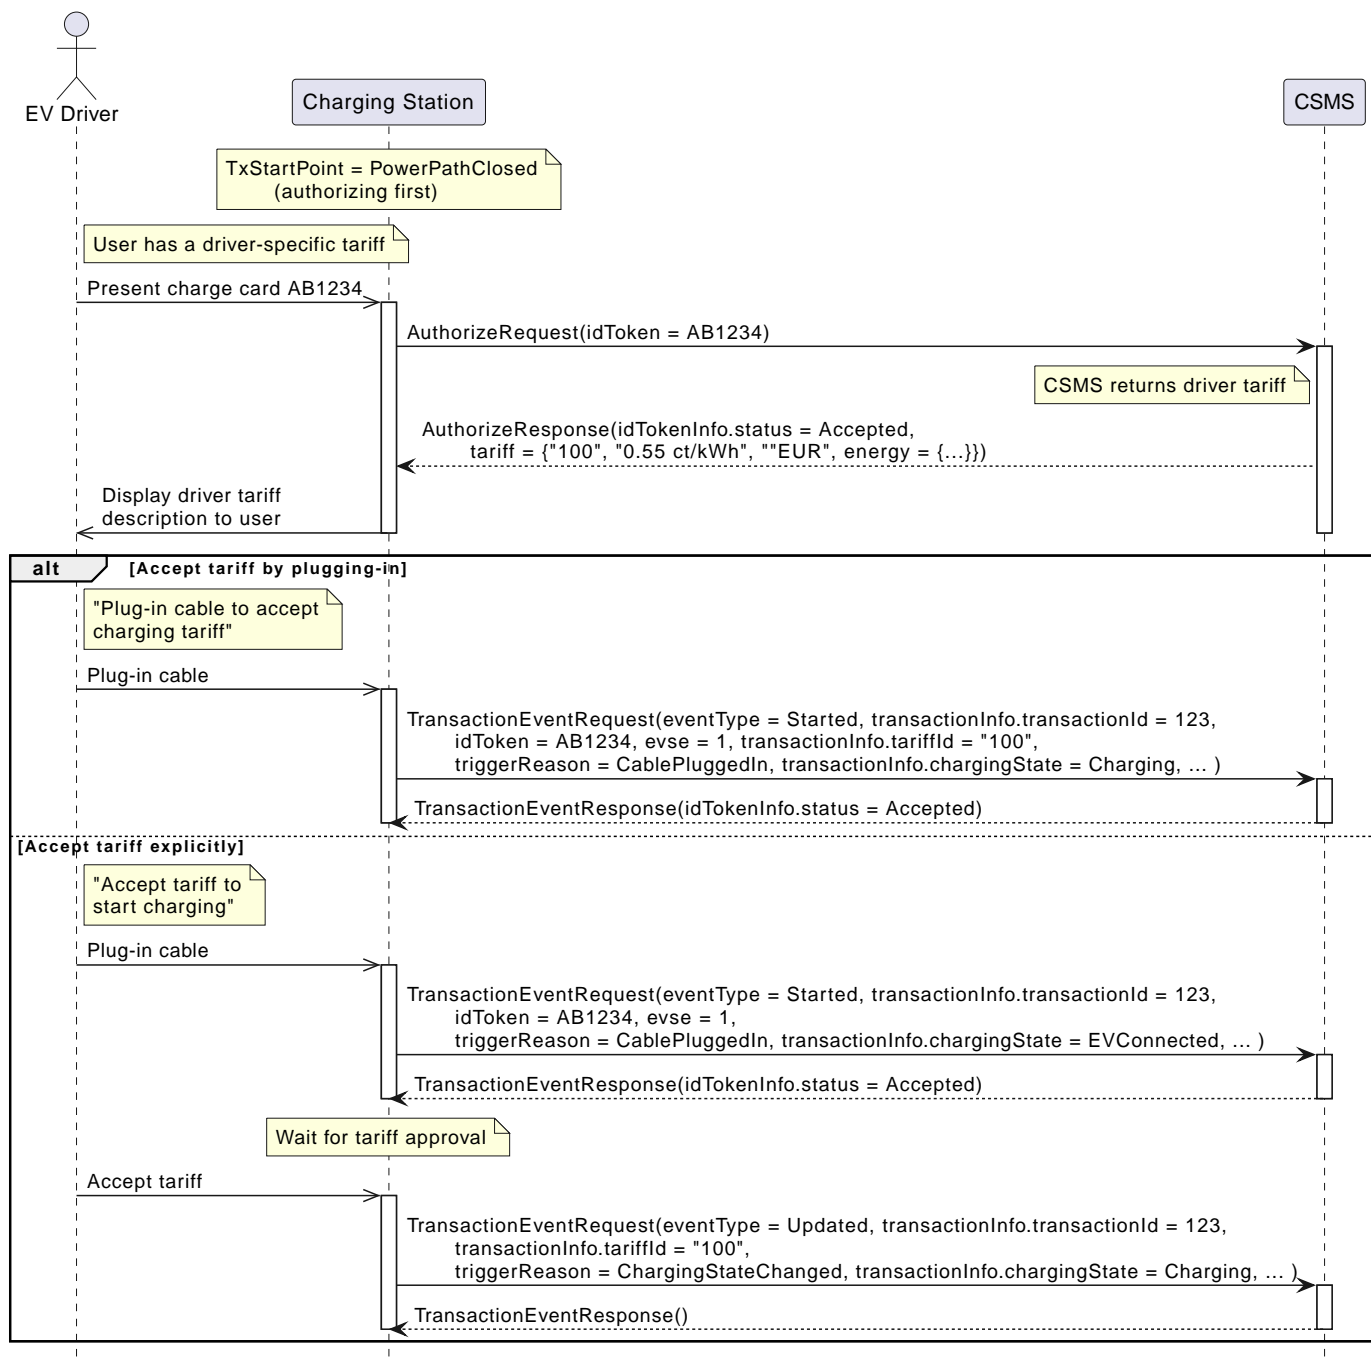 EV Driver
Charging Station
CSMS
TxStartPoint = PowerPathClosed
(authorizing first)
User has a driver-specific tariff
Present charge card AB1234
AuthorizeRequest(idToken = AB1234)
CSMS returns driver tariff
AuthorizeResponse(idTokenInfo.status = Accepted,
tariff = {"100", "0.55 ct/kWh", ""EUR", energy = {...}})
Display driver tariff
description to user
alt
[Accept tariff by plugging-in]
"Plug-in cable to accept
charging tariff"
Plug-in cable
TransactionEventRequest(eventType = Started, transactionInfo.transactionId = 123,
idToken = AB1234, evse = 1, transactionInfo.tariffId = "100",
triggerReason = CablePluggedIn, transactionInfo.chargingState = Charging, ... )
TransactionEventResponse(idTokenInfo.status = Accepted)
[Accept tariff explicitly]
"Accept tariff to
start charging"
Plug-in cable
TransactionEventRequest(eventType = Started, transactionInfo.transactionId = 123,
idToken = AB1234, evse = 1,
triggerReason = CablePluggedIn, transactionInfo.chargingState = EVConnected, ... )
TransactionEventResponse(idTokenInfo.status = Accepted)
Wait for tariff approval
Accept tariff
TransactionEventRequest(eventType = Updated, transactionInfo.transactionId = 123,
transactionInfo.tariffId = "100",
triggerReason = ChargingStateChanged, transactionInfo.chargingState = Charging, ... )
TransactionEventResponse()